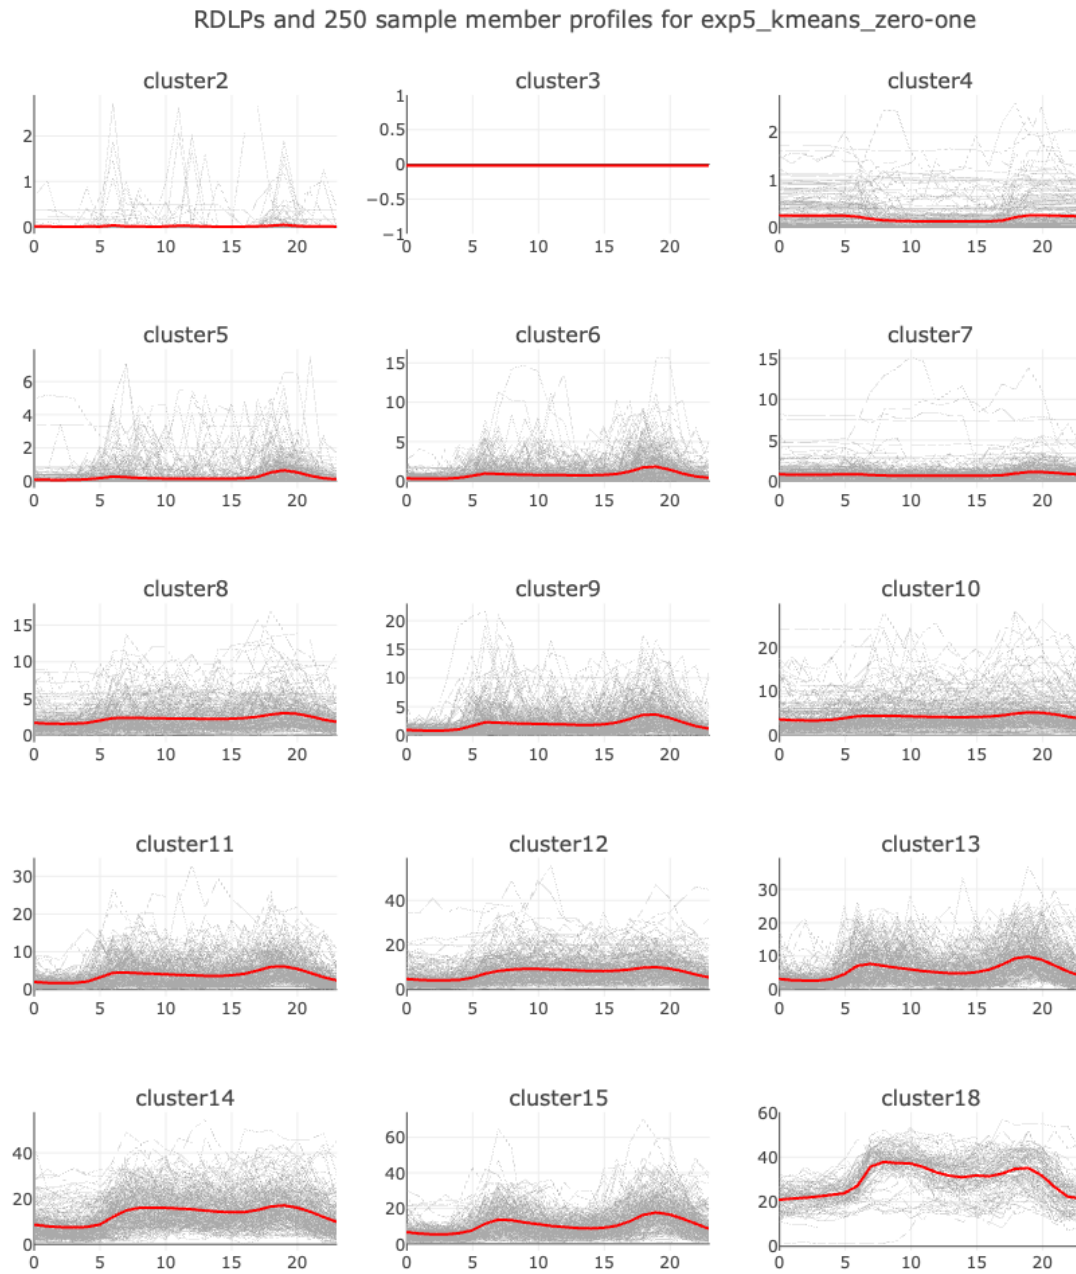 RDLPs and 250 sample member profiles for exp5_kmeans_zero-one
cluster2 cluster3 cluster4
2 1 0 0 5 10 15 20
1 0.5 0 −0.5 −1 0 5 10 15 20
2 1 0 0 5 10 15 20
cluster5 cluster6 cluster7
6 4 2 0 0 5 10 15 20
15 10 5 0 0 5 10 15 20
15 10 5 0 0 5 10 15 20
cluster8 cluster9 cluster10
15 10 5 0 0 5 10 15 20
20 15 10 5 0 0 5 10 15 20
20 10 0 0 5 10 15 20
cluster11 cluster12 cluster13
30 20 10 0 0 5 10 15 20
40 20 0 0 5 10 15 20
30 20 10 0 0 5 10 15 20
cluster14 cluster15 cluster18
40 20 0 0 5 10 15 20
60 40 20 0 0 5 10 15 20
60 40 20 0 0 5 10 15 20